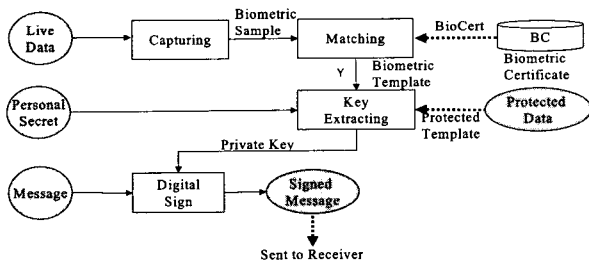 Live
Data
Capturing
Biometric
Sample
Matching
BioCert
BC
Biometric
Certificate
Y
Biometric
Template
Personal
Secret
Key
Extracting
Protected
Template
Protected
Data
Private Key
Message
Digital
Sign
Signed
Message
Sent to Receiver